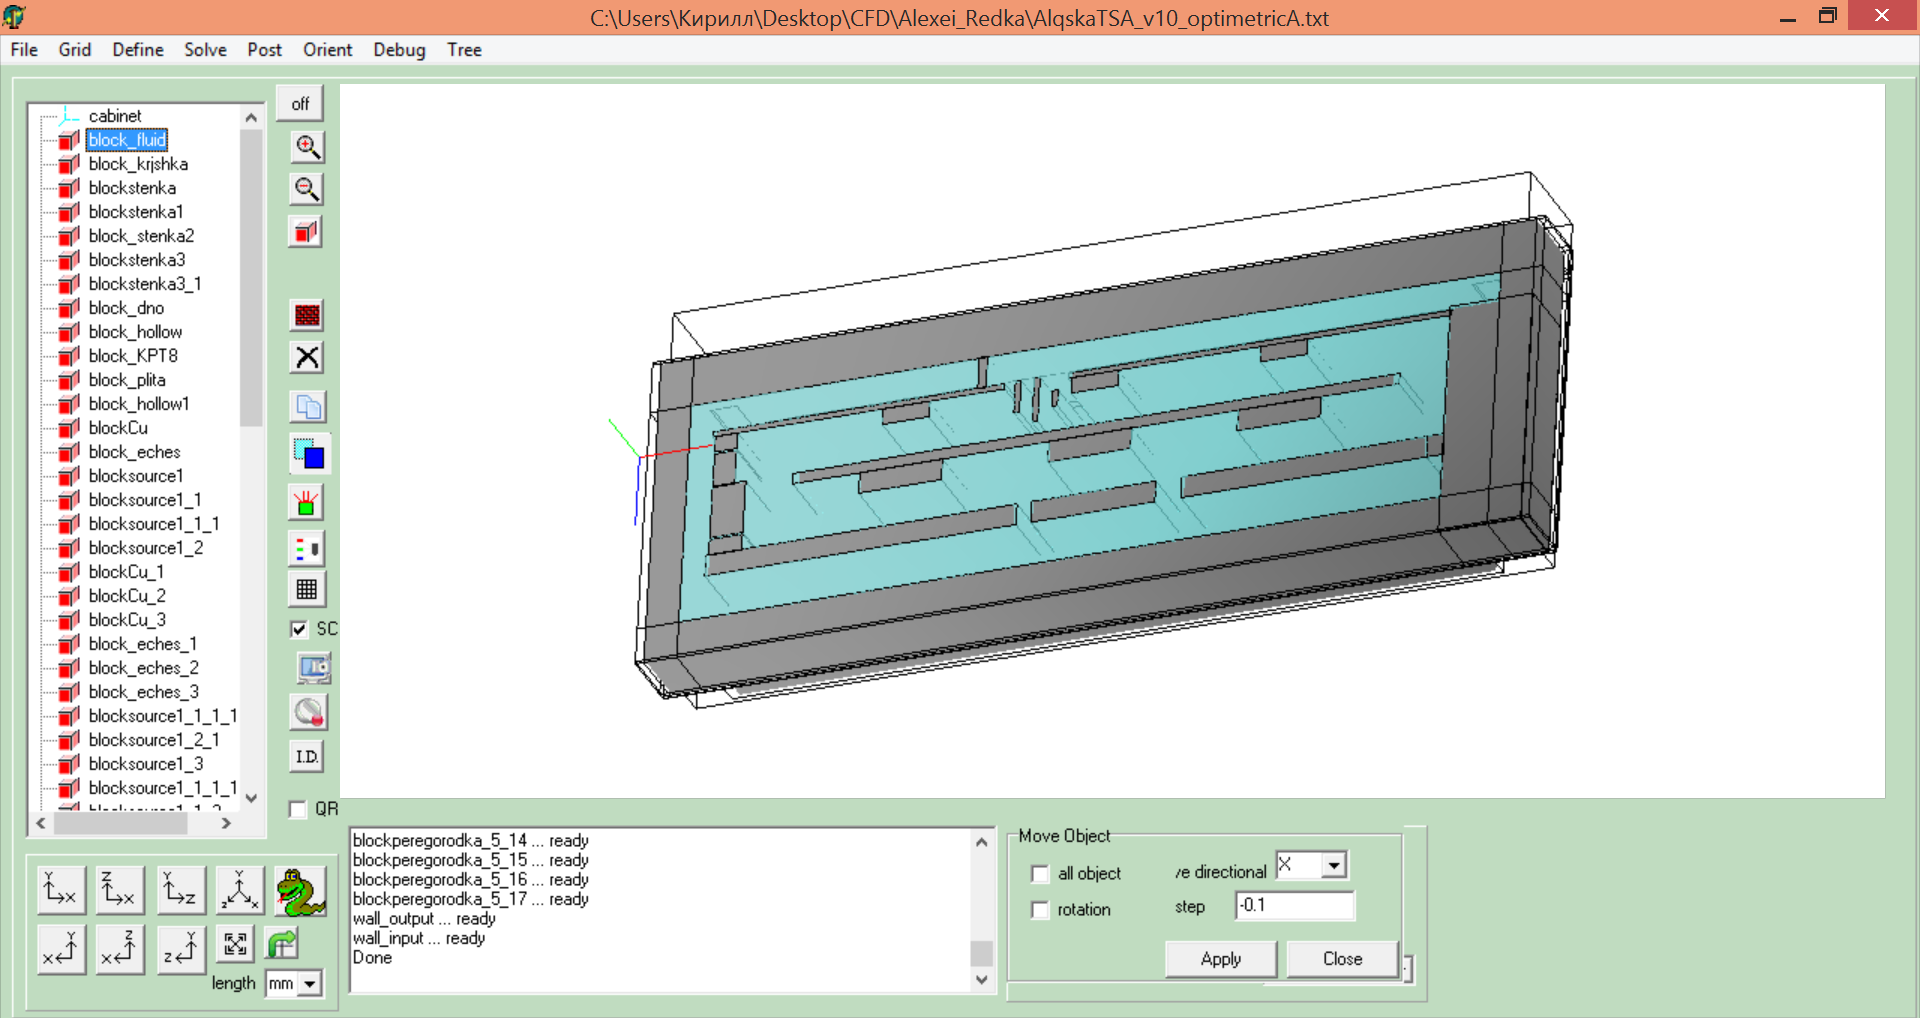 C:\Users\Кирилл\Desktop\CFD\Alexei_Redka\AlqskaTSA_v10_optimetricA.txt
File Grid Define Solve Post Orient Debug Tree
cabinet
block_fluid
block_krjshka
blockstenka
blockstenka1
block_stenka2
blockstenka3
blockstenka3_1
block_dno
block_hollow
block_KPT8
block_plita
block_hollow1
blockCu
block_eches
blocksource1
blocksource1_1
blocksource1_1_1
blocksource1_2
blockCu_1
blockCu_2
blockCu_3
block_eches_1
block_eches_2
block_eches_3
blocksource1_1_1_1
blocksource1_2_1
blocksource1_3
blocksource1_1_1_1
off
SC
I.D.
QR
Y X
Z X
Y Z
Y Z X
X Y
X Z
Z Y
length mm
blockperegorodka_5_14 ... ready
blockperegorodka_5_15 ... ready
blockperegorodka_5_16 ... ready
blockperegorodka_5_17 ... ready
wall_output ... ready
wall_input ... ready
Done
Move Object
all object
rotation
directional X
step -0.1
Apply Close